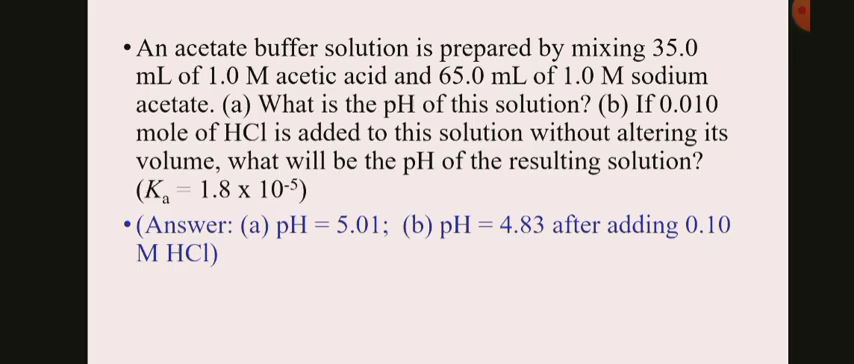 • An acetate buffer solution is prepared by mixing 35.0
mL of 1.0 M acetic acid and 65.0 mL of 1.0 M sodium
acetate. (a) What is the pH of this solution? (b) If 0.010
mole of HCl is added to this solution without altering its
volume, what will be the pH of the resulting solution?
(Kₐ = 1.8 x 10⁻⁵)
• (Answer: (a) pH = 5.01; (b) pH = 4.83 after adding 0.10
M HCl)